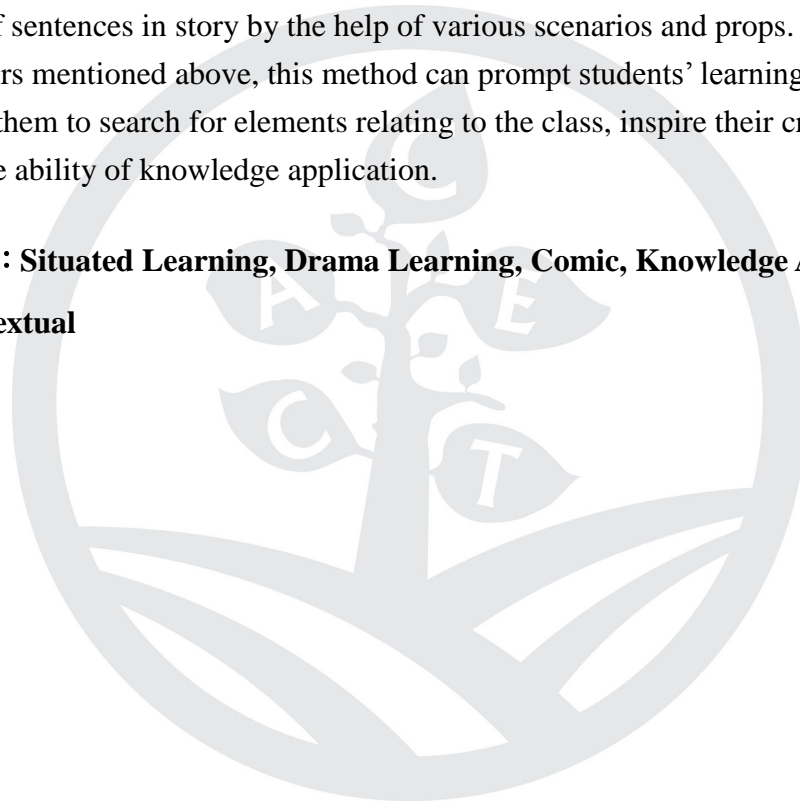 f sentences in story by the help of various scenarios and props.
rs mentioned above, this method can prompt students’ learning
them to search for elements relating to the class, inspire their cr
e ability of knowledge application.
：Situated Learning, Drama Learning, Comic, Knowledge A
extual
C
A
E
C
T